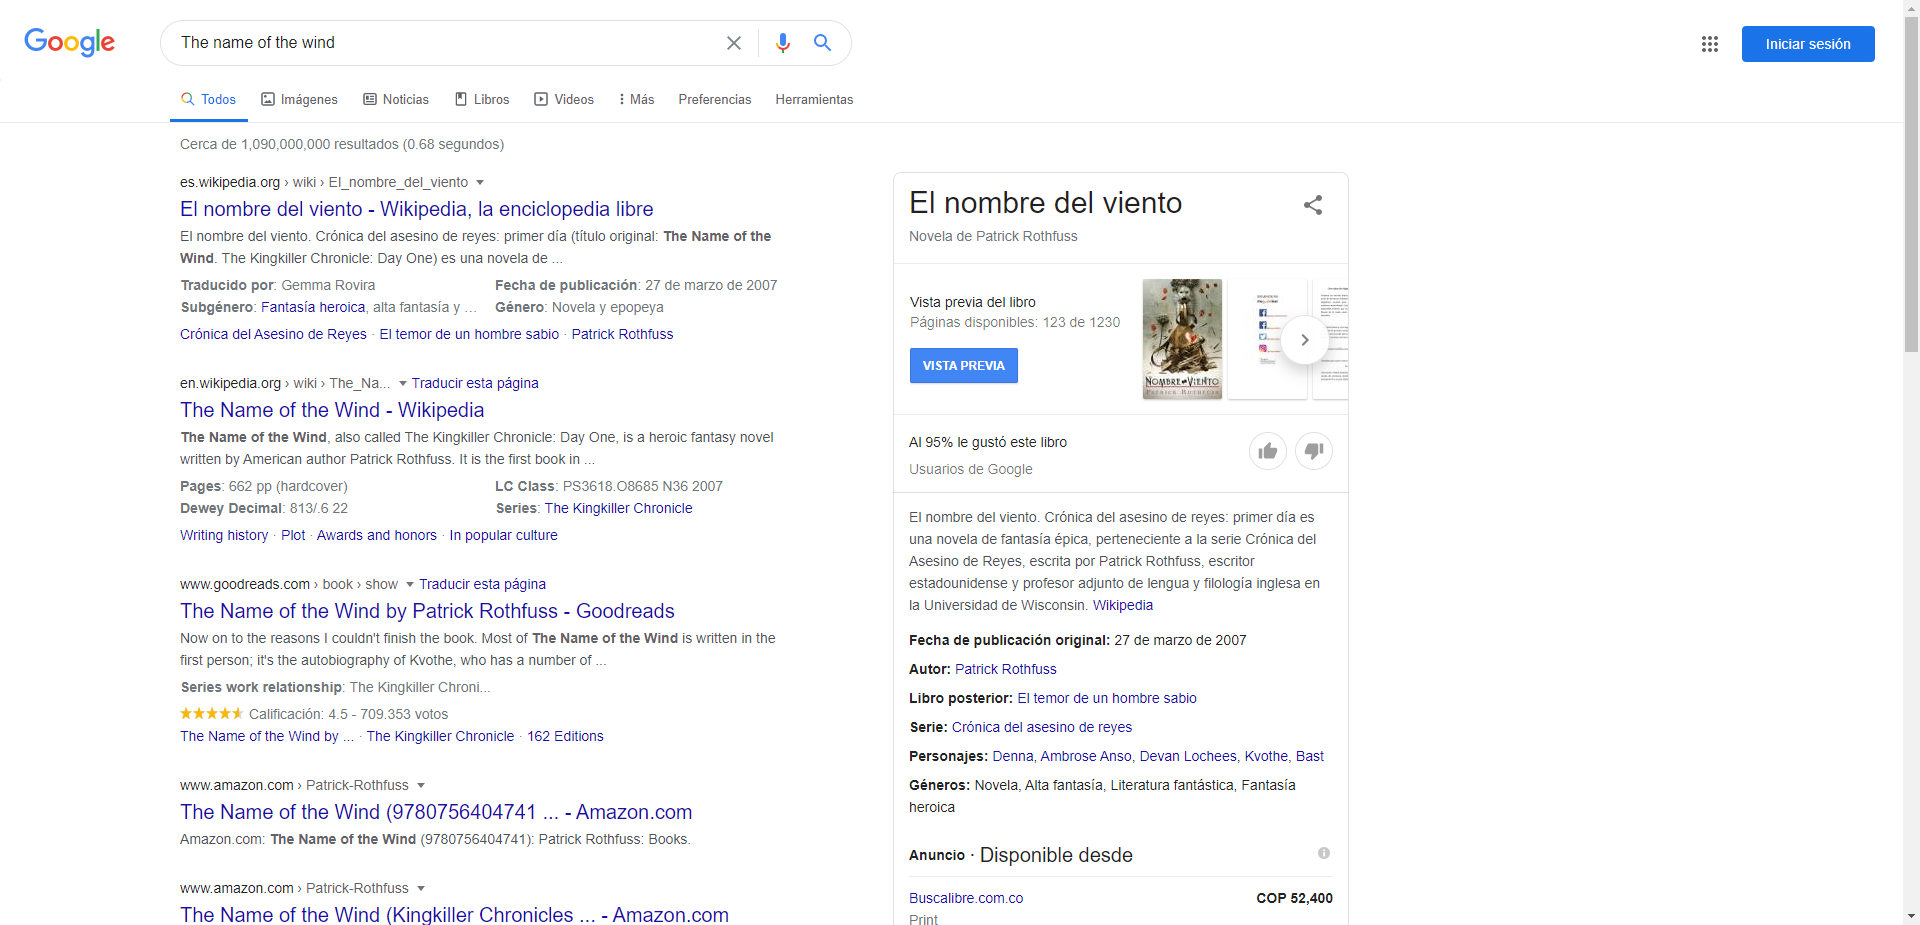 Google
The name of the wind
Iniciar sesión
Todos
Imágenes
Noticias
Libros
Videos
Más
Preferencias
Herramientas
Cerca de 1,090,000,000 resultados (0.68 segundos)
es.wikipedia.org › wiki › El_nombre_del_viento
El nombre del viento - Wikipedia, la enciclopedia libre
El nombre del viento. Crónica del asesino de reyes: primer día (título original: The Name of the
Wind. The Kingkiller Chronicle: Day One) es una novela de ...
Traducido por: Gemma Rovira
Fecha de publicación: 27 de marzo de 2007
Subgénero: Fantasía heroica, alta fantasía y ...
Género: Novela y epopeya
Crónica del Asesino de Reyes · El temor de un hombre sabio · Patrick Rothfuss
en.wikipedia.org › wiki › The_Na...
Traducir esta página
The Name of the Wind - Wikipedia
The Name of the Wind, also called The Kingkiller Chronicle: Day One, is a heroic fantasy novel
written by American author Patrick Rothfuss. It is the first book in ...
Pages: 662 pp (hardcover)
LC Class: PS3618.O8685 N36 2007
Dewey Decimal: 813/.6 22
Series: The Kingkiller Chronicle
Writing history · Plot · Awards and honors · In popular culture
www.goodreads.com › book › show
Traducir esta página
The Name of the Wind by Patrick Rothfuss - Goodreads
Now on to the reasons I couldn't finish the book. Most of The Name of the Wind is written in the
first person; it's the autobiography of Kvothe, who has a number of ...
Series work relationship: The Kingkiller Chroni...
Calificación: 4.5 - 709.353 votos
The Name of the Wind by ... · The Kingkiller Chronicle · 162 Editions
www.amazon.com › Patrick-Rothfuss
The Name of the Wind (9780756404741 ... - Amazon.com
Amazon.com: The Name of the Wind (9780756404741): Patrick Rothfuss: Books.
www.amazon.com › Patrick-Rothfuss
The Name of the Wind (Kingkiller Chronicles ... - Amazon.com
El nombre del viento
Novela de Patrick Rothfuss
Vista previa del libro
Páginas disponibles: 123 de 1230
VISTA PREVIA
NOMBRE DEL VIENTO
PATRICK ROTHFUSS
Al 95% le gustó este libro
Usuarios de Google
El nombre del viento. Crónica del asesino de reyes: primer día es
una novela de fantasía épica, perteneciente a la serie Crónica del
Asesino de Reyes, escrita por Patrick Rothfuss, escritor
estadounidense y profesor adjunto de lengua y filología inglesa en
la Universidad de Wisconsin. Wikipedia
Fecha de publicación original: 27 de marzo de 2007
Autor: Patrick Rothfuss
Libro posterior: El temor de un hombre sabio
Serie: Crónica del asesino de reyes
Personajes: Denna, Ambrose Anso, Devan Lochees, Kvothe, Bast
Géneros: Novela, Alta fantasía, Literatura fantástica, Fantasía
heroica
Anuncio · Disponible desde
Buscalibre.com.co
COP 52,400
Print